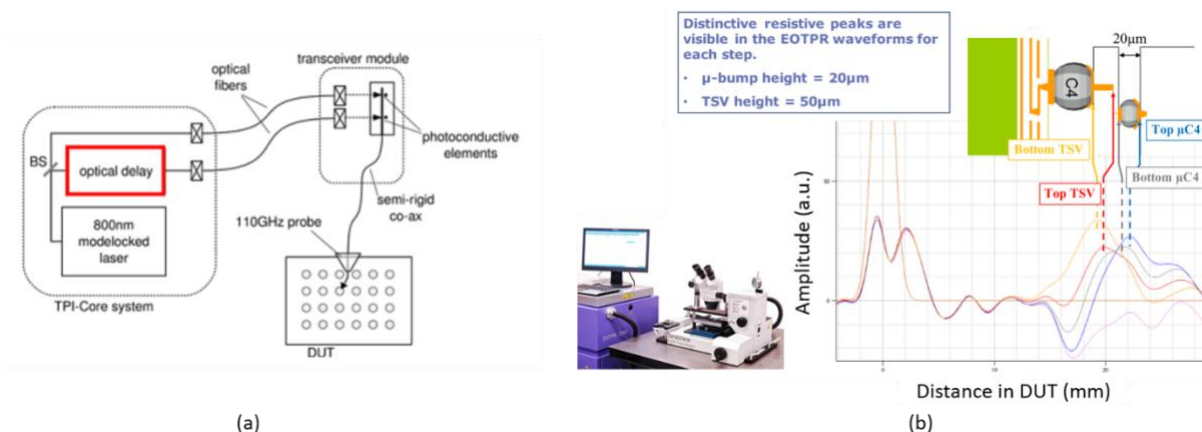 optical
fibers
transceiver module
photoconductive
elements
BS
optical delay
800nm
modelocked
laser
semi-rigid
co-ax
110GHz probe
TPI-Core system
DUT
(a)
Distinctive resistive peaks are
visible in the EOTPR waveforms for
each step.
• μ-bump height = 20μm
• TSV height = 50μm
20μm
C4
Top μC4
Bottom TSV
Bottom μC4
Top TSV
Amplitude (a.u.)
0
0
Distance in DUT (mm)
(b)